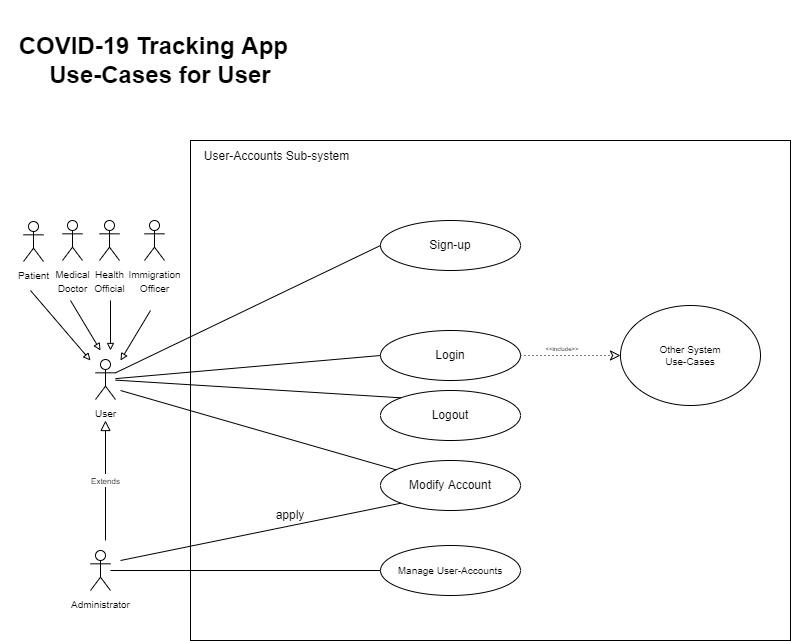 COVID-19 Tracking App
Use-Cases for User
User-Accounts Sub-system
Sign-up
Patient
Medical
Doctor
Health
Official
Immigration
Officer
Login
<<include>>
Other System
Use-Cases
User
Logout
Extends
Modify Account
apply
Manage User-Accounts
Administrator